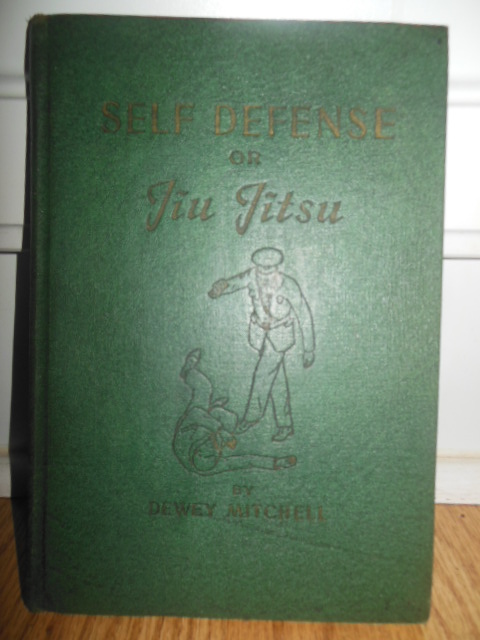 SELF DEFENSE
OR
Jiu Jitsu
BY
DEWEY MITCHELL